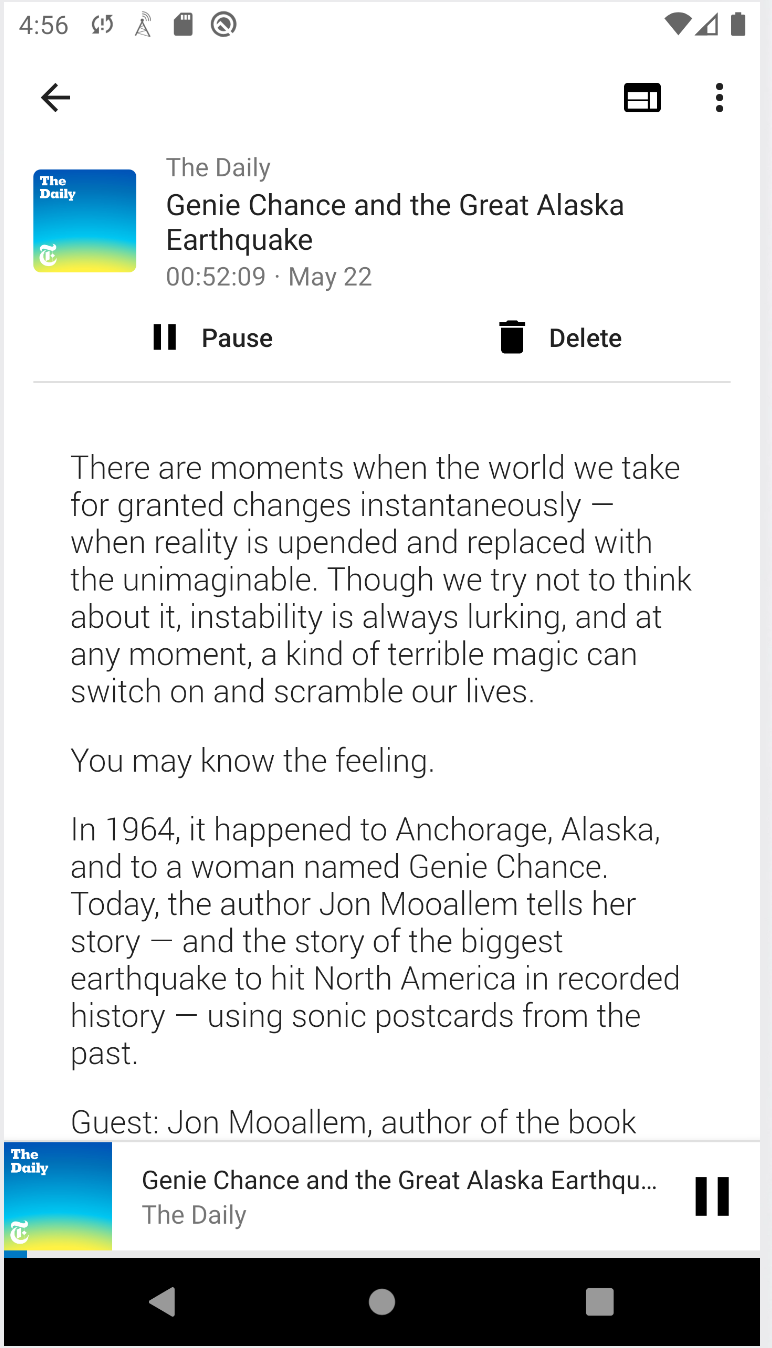 4:56
The
Daily
The Daily
Genie Chance and the Great Alaska
Earthquake
00:52:09 · May 22
Pause
Delete
There are moments when the world we take
for granted changes instantaneously —
when reality is upended and replaced with
the unimaginable. Though we try not to think
about it, instability is always lurking, and at
any moment, a kind of terrible magic can
switch on and scramble our lives.
You may know the feeling.
In 1964, it happened to Anchorage, Alaska,
and to a woman named Genie Chance.
Today, the author Jon Mooallem tells her
story — and the story of the biggest
earthquake to hit North America in recorded
history — using sonic postcards from the
past.
Guest: Jon Mooallem, author of the book
The
Daily
Genie Chance and the Great Alaska Earthqu...
The Daily